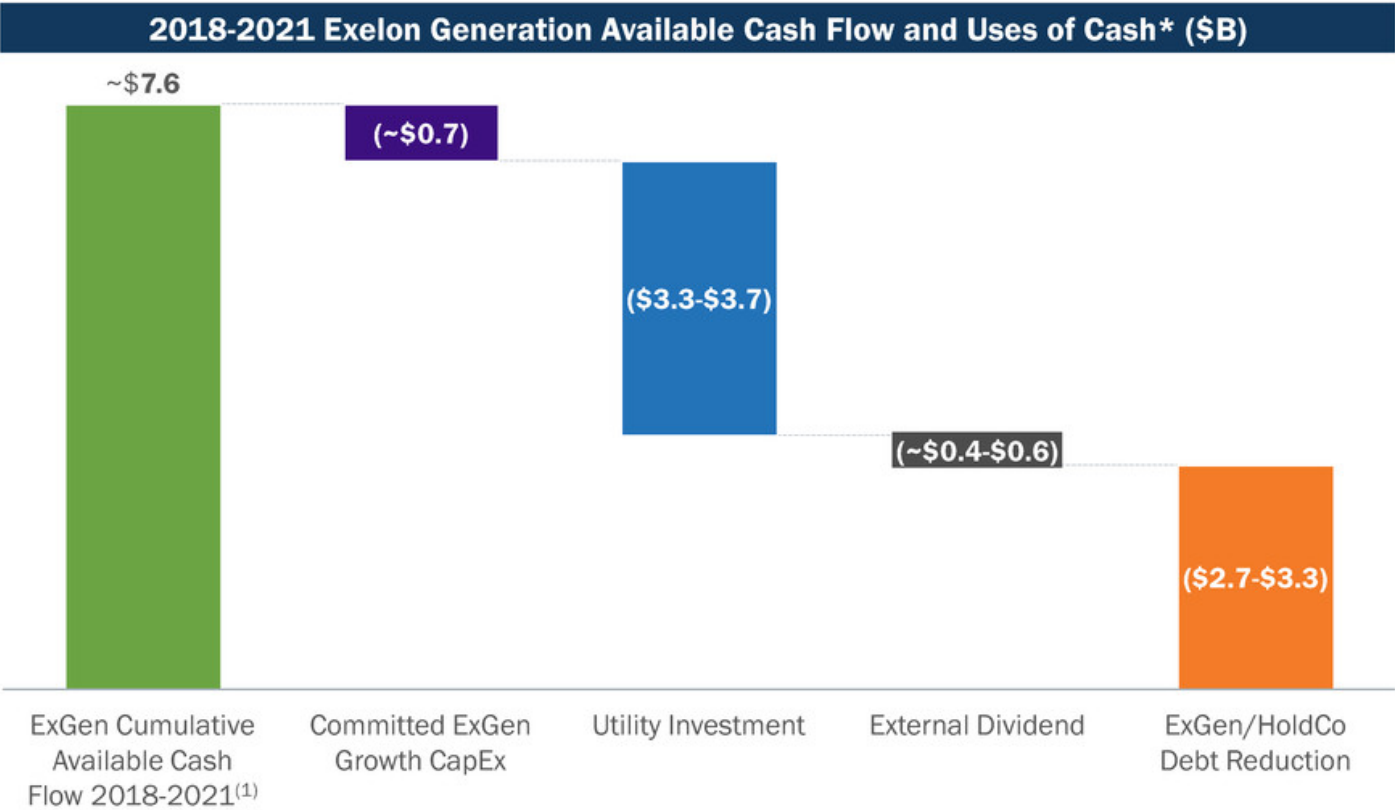 2018-2021 Exelon Generation Available Cash Flow and Uses of Cash* ($B)
~$7.6
(~$0.7)
($3.3-$3.7)
(~$0.4-$0.6)
($2.7-$3.3)
ExGen Cumulative
Available Cash
Flow 2018-2021(1)
Committed ExGen
Growth CapEx
Utility Investment
External Dividend
ExGen/HoldCo
Debt Reduction